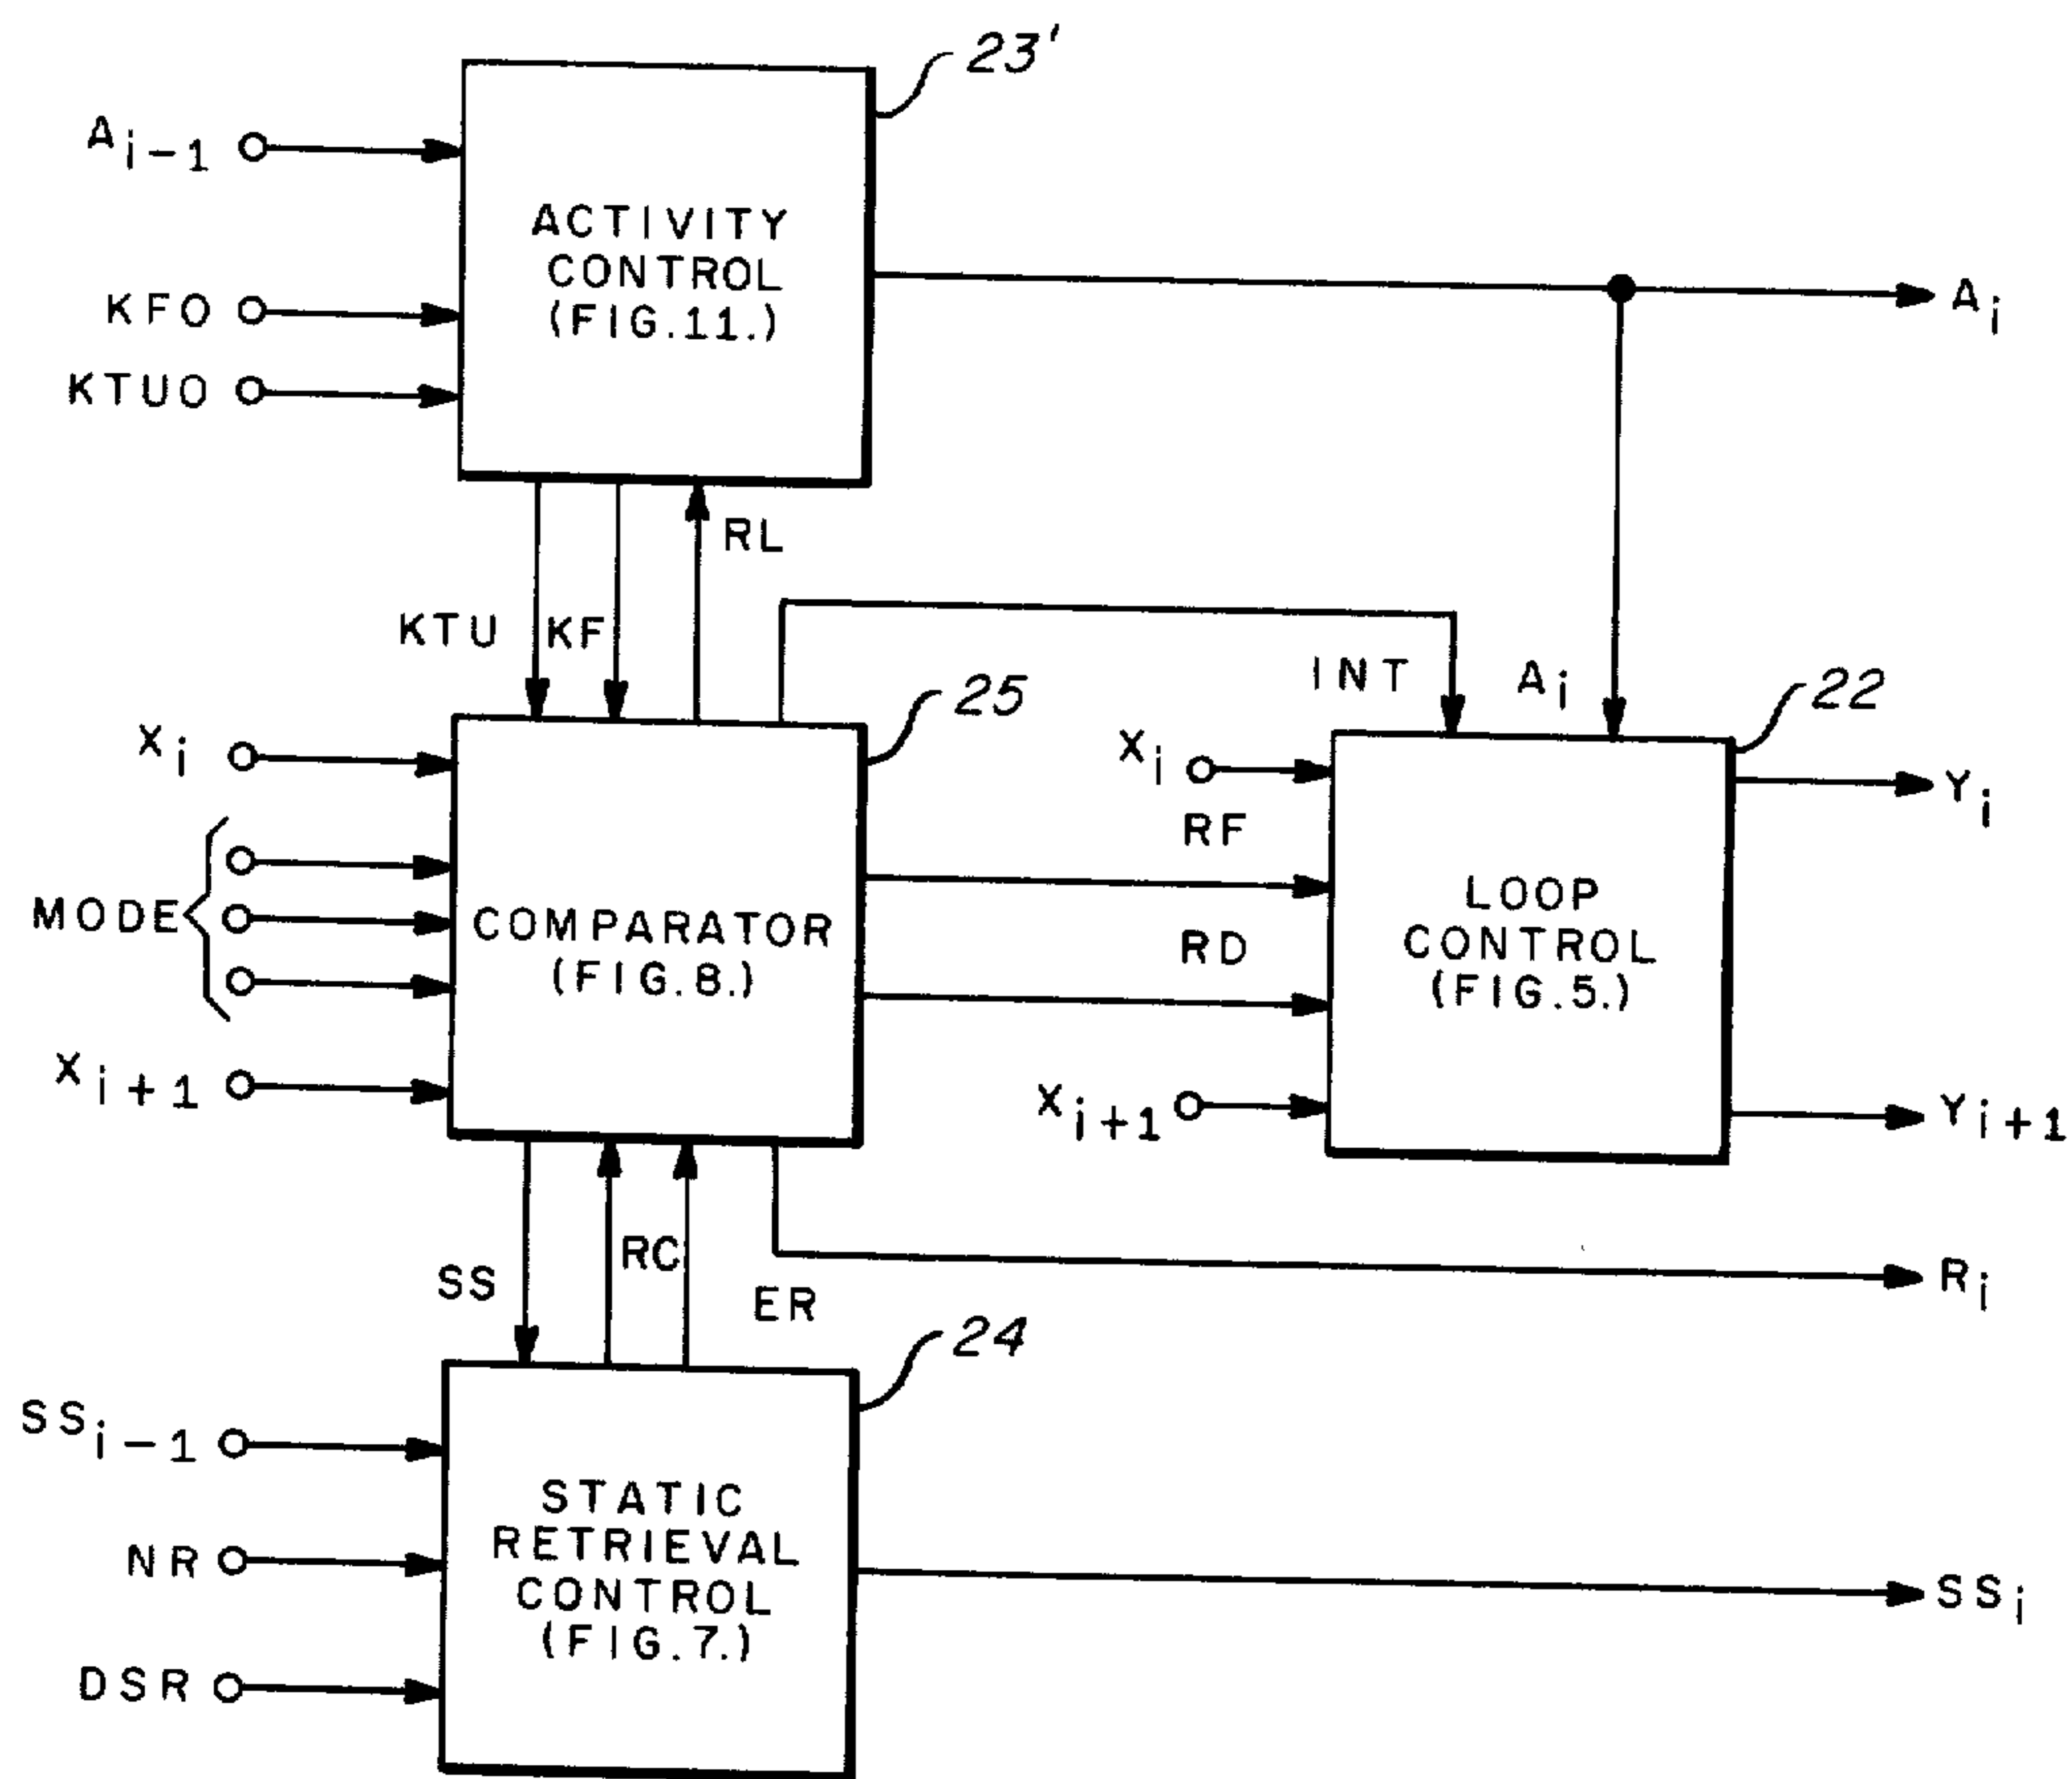 23'
A i-1
ACTIVITY
CONTROL
(FIG.11.)
KFO
KTUO
A i
RL
KTU
KF
INT
A i
25
22
X i
X i
Y i
RF
MODE
COMPARATOR
(FIG.8.)
RD
LOOP
CONTROL
(FIG.5.)
X i+1
X i+1
Y i+1
SS
RC
ER
R i
24
SS i-1
STATIC
RETRIEVAL
CONTROL
(FIG.7.)
NR
SS i
DSR